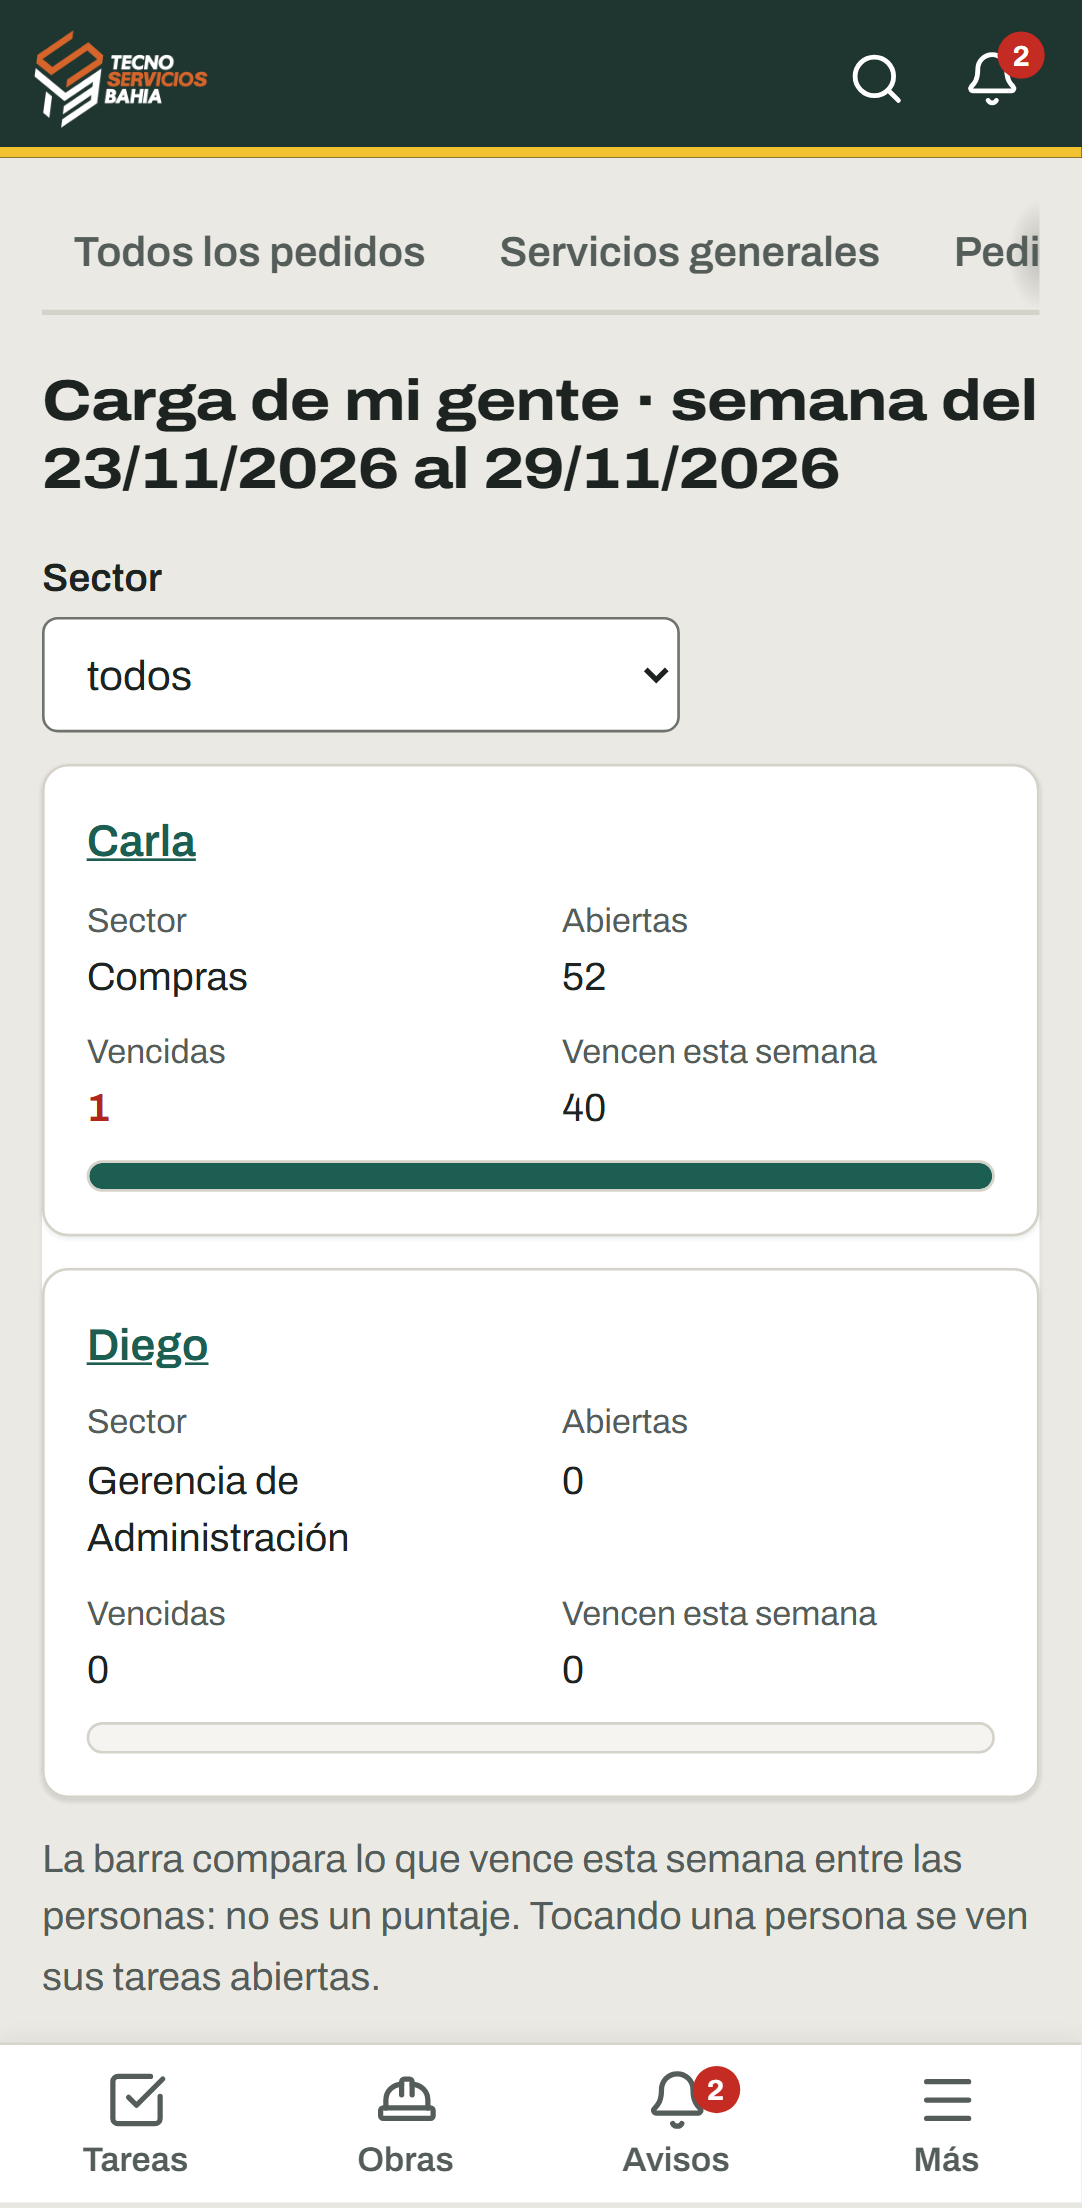 TECNO
SERVICIOS
BAHIA
2
Todos los pedidos Servicios generales Pedi
Carga de mi gente · semana del
23/11/2026 al 29/11/2026
Sector
todos
Carla
Sector Abiertas
Compras 52
Vencidas Vencen esta semana
1 40
Diego
Sector Abiertas
Gerencia de 0
Administración
Vencidas Vencen esta semana
0 0
La barra compara lo que vence esta semana entre las
personas: no es un puntaje. Tocando una persona se ven
sus tareas abiertas.
2
Tareas Obras Avisos Más